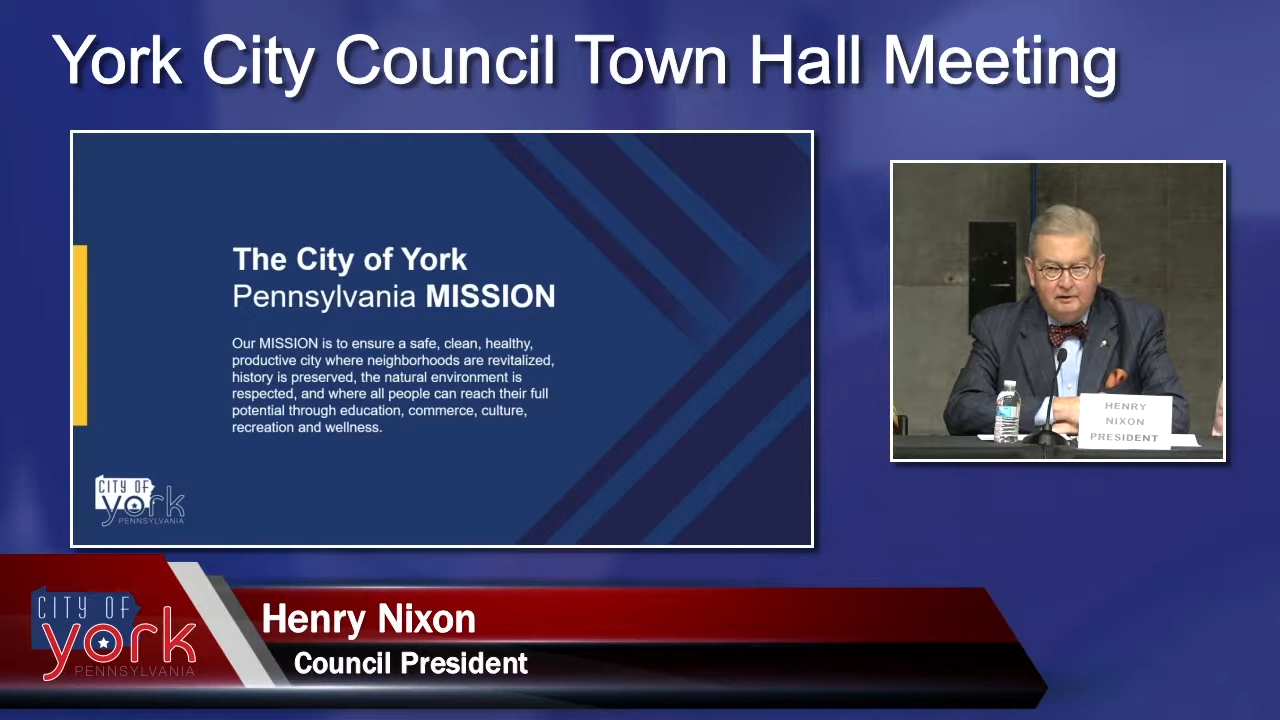 York City Council Town Hall Meeting
The City of York
Pennsylvania MISSION
Our MISSION is to ensure a safe, clean, healthy,
productive city where neighborhoods are revitalized,
history is preserved, the natural environment is
respected, and where all people can reach their full
potential through education, commerce, culture,
recreation and wellness.
CITY OF
york
PENNSYLVANIA
HENRY
NIXON
PRESIDENT
CITY OF
york
PENNSYLVANIA
Henry Nixon
Council President